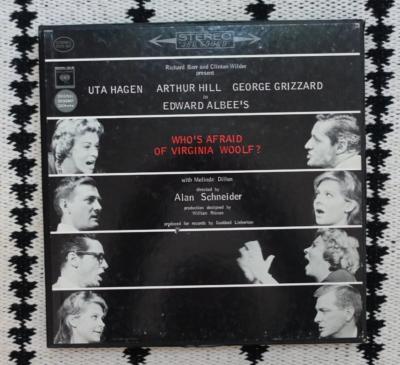 STEREO
Richard Barr and Clinton Wilder
present
UTA HAGEN ARTHUR HILL GEORGE GRIZZARD
in
EDWARD ALBEE'S
WHO'S AFRAID
OF VIRGINIA WOOLF?
with Melinda Dillon
directed by
Alan Schneider
production designed by
William Ritman
produced for records by Goddard Lieberson